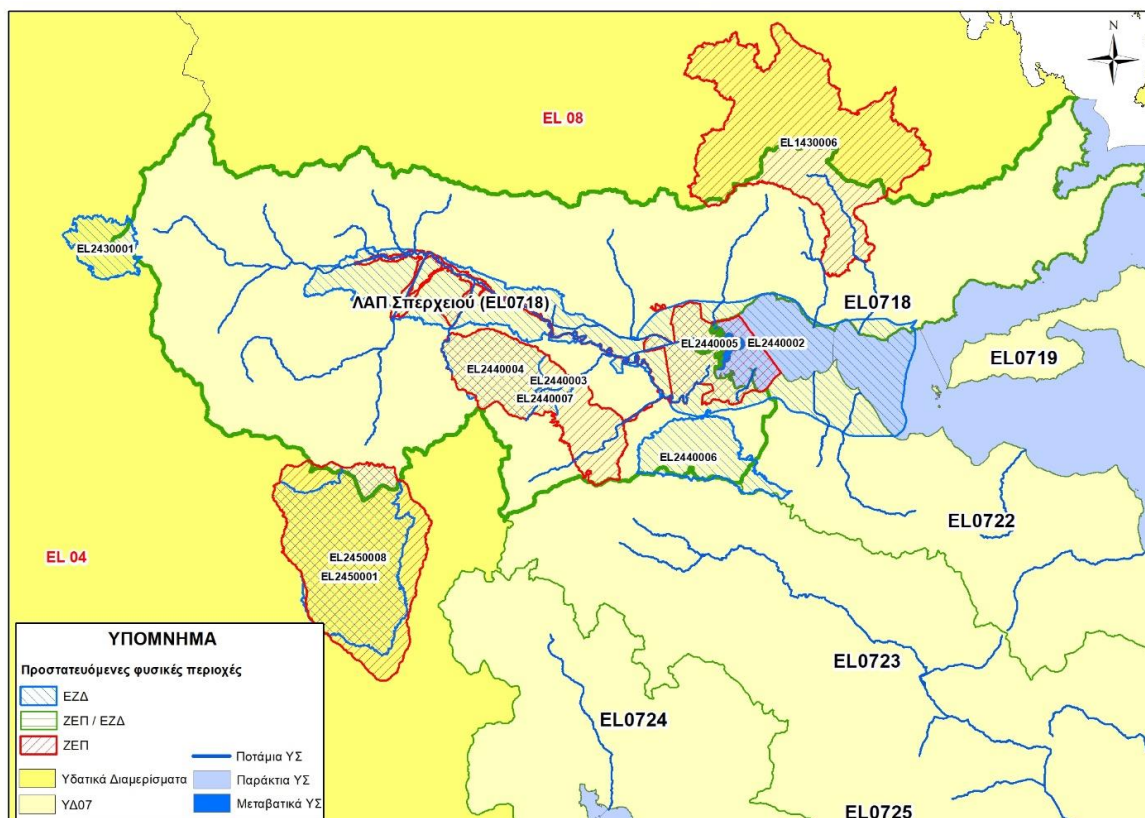 N
EL 08
EL1430006
EL2430001
ΛΑΠ Σπερχειού (EL0718)
EL0718
EL2440005
EL2440002
EL0719
EL2440004
EL2440003
EL2440007
EL2440006
EL0722
EL 04
EL2450008
EL2450001
EL0723
EL0724
EL0725
ΥΠΟΜΝΗΜΑ
Προστατευόμενες φυσικές περιοχές
ΕΖΔ
ΖΕΠ / ΕΖΔ
ΖΕΠ
Υδατικά Διαμερίσματα
ΥΔ07
Ποτάμια ΥΣ
Παράκτια ΥΣ
Μεταβατικά ΥΣ